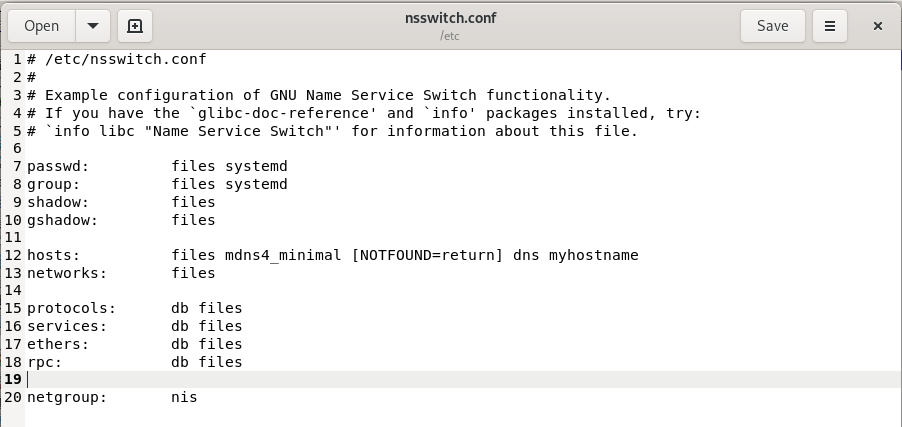 Open
nsswitch.conf
/etc
Save
1 # /etc/nsswitch.conf
2 #
3 # Example configuration of GNU Name Service Switch functionality.
4 # If you have the `glibc-doc-reference' and `info' packages installed, try:
5 # `info libc "Name Service Switch"' for information about this file.
6
7 passwd:         files systemd
8 group:          files systemd
9 shadow:         files
10 gshadow:        files
11
12 hosts:          files mdns4_minimal [NOTFOUND=return] dns myhostname
13 networks:       files
14
15 protocols:      db files
16 services:       db files
17 ethers:         db files
18 rpc:            db files
19
20 netgroup:       nis